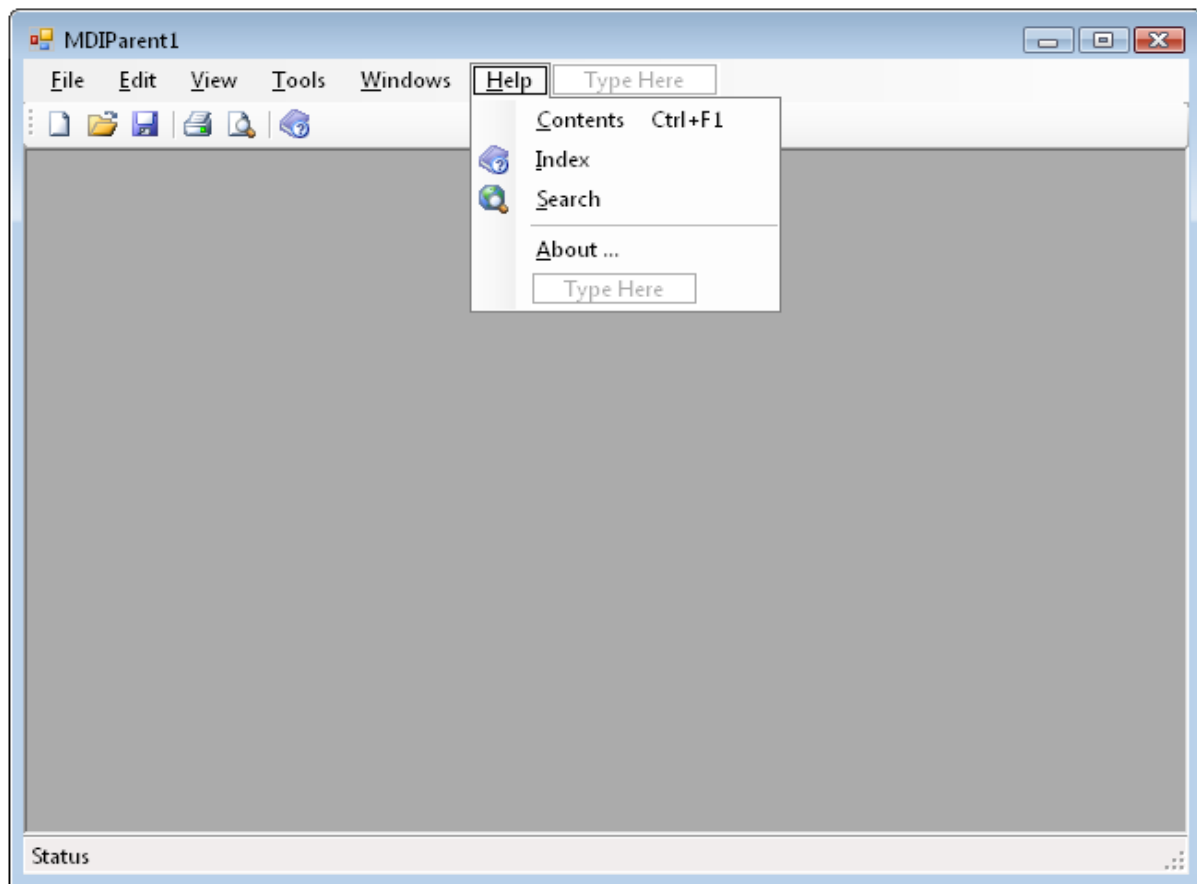 MDIParent1
File Edit View Tools Windows Help Type Here
Contents Ctrl+F1
Index
Search
About ...
Type Here
Status